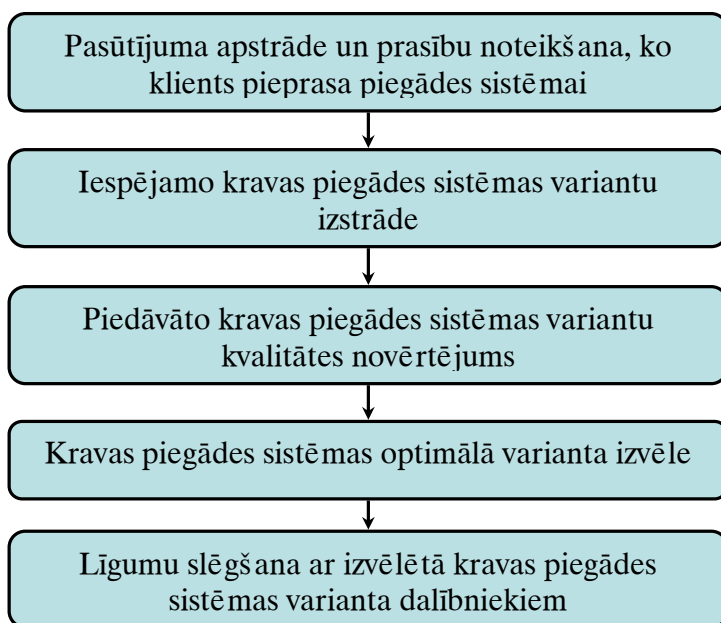 Pasūtījuma apstrāde un prasību noteikšana, ko
klients pieprasa piegādes sistēmai
Iespējamo kravas piegādes sistēmas variantu
izstrāde
Piedāvāto kravas piegādes sistēmas variantu
kvalitātes novērtējums
Kravas piegādes sistēmas optimālā varianta izvēle
Līgumu slēgšana ar izvēlētā kravas piegādes
sistēmas varianta dalībniekiem